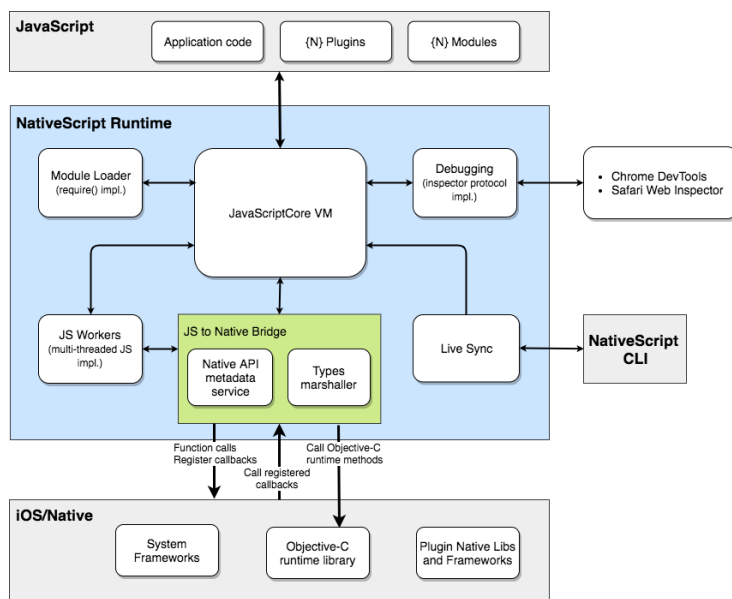 JavaScript
Application code
{N} Plugins
{N} Modules
NativeScript Runtime
Module Loader
(require() impl.)
JavaScriptCore VM
Debugging
(inspector protocol
impl.)
• Chrome DevTools
• Safari Web Inspector
JS Workers
(multi-threaded JS
impl.)
JS to Native Bridge
Native API
metadata
service
Types
marshaller
Live Sync
NativeScript
CLI
Function calls
Register callbacks
Call registered
callbacks
Call Objective-C
runtime methods
iOS/Native
System
Frameworks
Objective-C
runtime library
Plugin Native Libs
and Frameworks